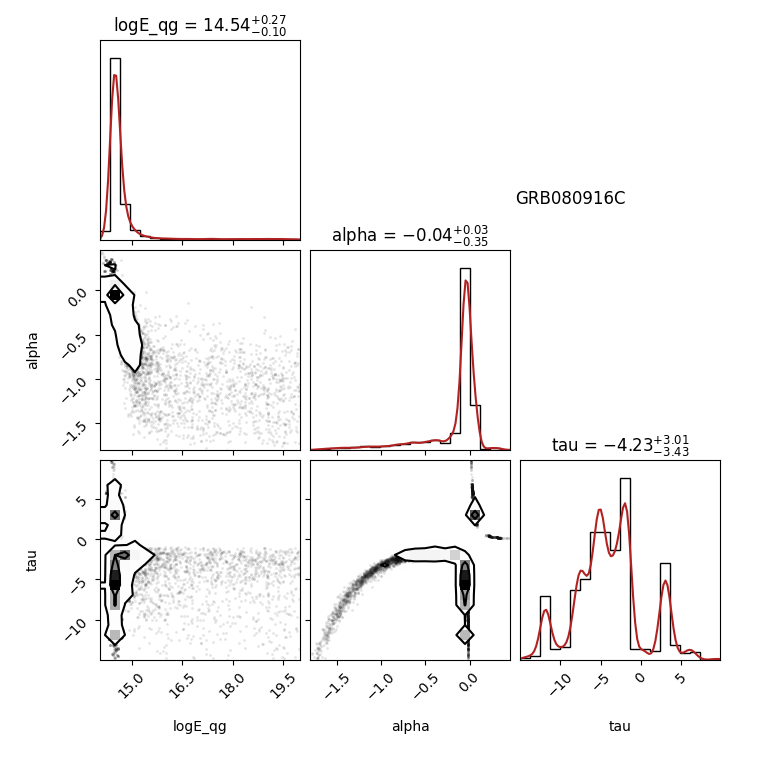 logE_qg = 14.54+0.27 −0.10
GRB080916C
alpha = −0.04+0.03 −0.35
0.0
−0.5
−1.0
−1.5
alpha
tau = −4.23+3.01 −3.43
5
0
−5
−10
tau
15.0 16.5 18.0 19.5 −1.5 −1.0 −0.5 0.0 −10 −5 0 5
logE_qg alpha tau